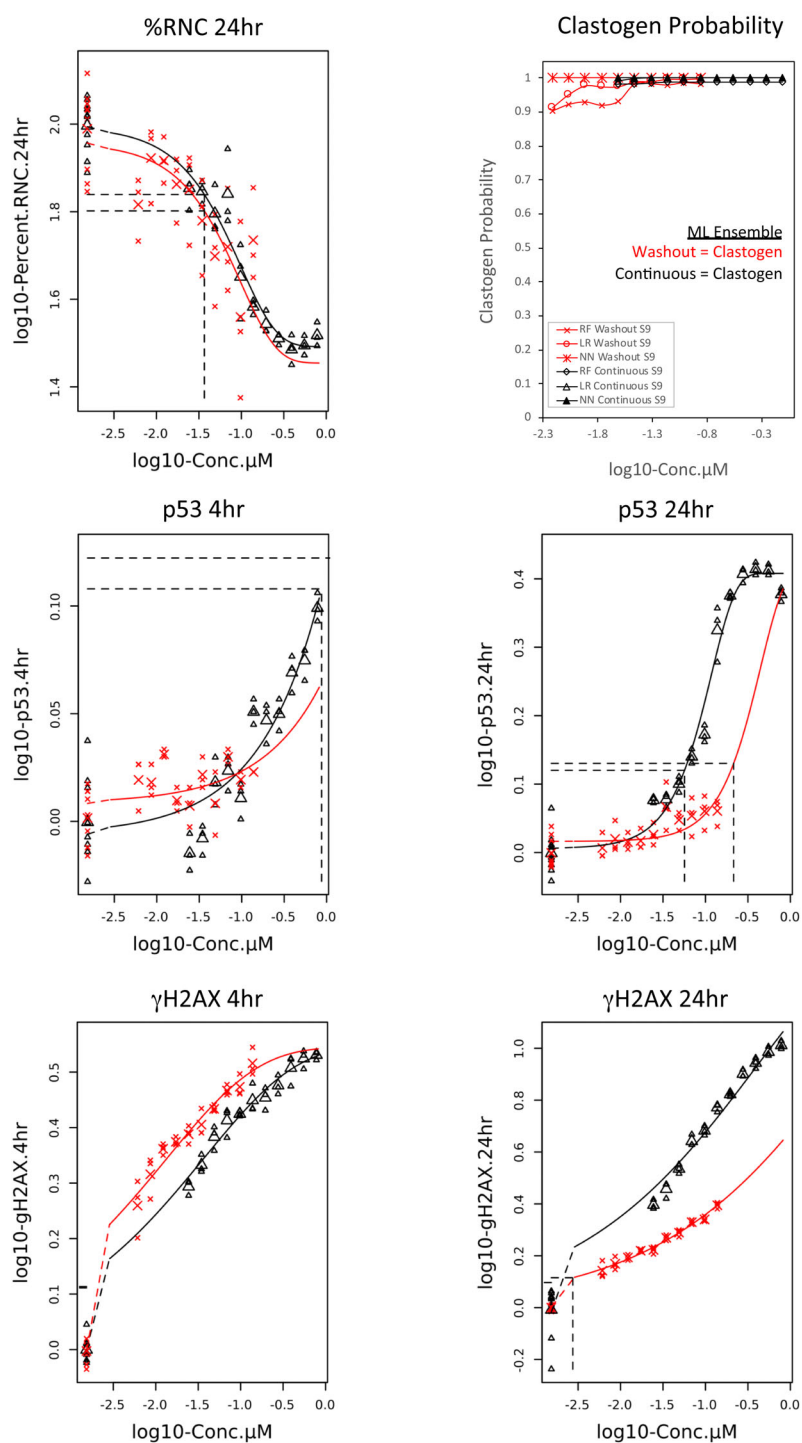 %RNC 24hr
log10-Percent.RNC.24hr
2.0
1.8
1.6
1.4
-2.5 -2.0 -1.5 -1.0 -0.5 0.0
log10-Conc.µM
Clastogen Probability
Clastogen Probability
1
0.9
0.8
0.7
0.6
0.5
0.4
0.3
0.2
0.1
0
ML Ensemble
Washout = Clastogen
Continuous = Clastogen
RF Washout S9
LR Washout S9
NN Washout S9
RF Continuous S9
LR Continuous S9
NN Continuous S9
-2.3 -1.8 -1.3 -0.8 -0.3
log10-Conc.µM
p53 4hr
log10-p53.4hr
0.10
0.05
0.00
-2.5 -2.0 -1.5 -1.0 -0.5 0.0
log10-Conc.µM
p53 24hr
log10-p53.24hr
0.4
0.3
0.2
0.1
0.0
-2.5 -2.0 -1.5 -1.0 -0.5 0.0
log10-Conc.µM
γH2AX 4hr
log10-gH2AX.4hr
0.5
0.4
0.3
0.2
0.1
0.0
-2.5 -2.0 -1.5 -1.0 -0.5 0.0
log10-Conc.µM
γH2AX 24hr
log10-gH2AX.24hr
1.0
0.8
0.6
0.4
0.2
0.0
-0.2
-2.5 -2.0 -1.5 -1.0 -0.5 0.0
log10-Conc.µM